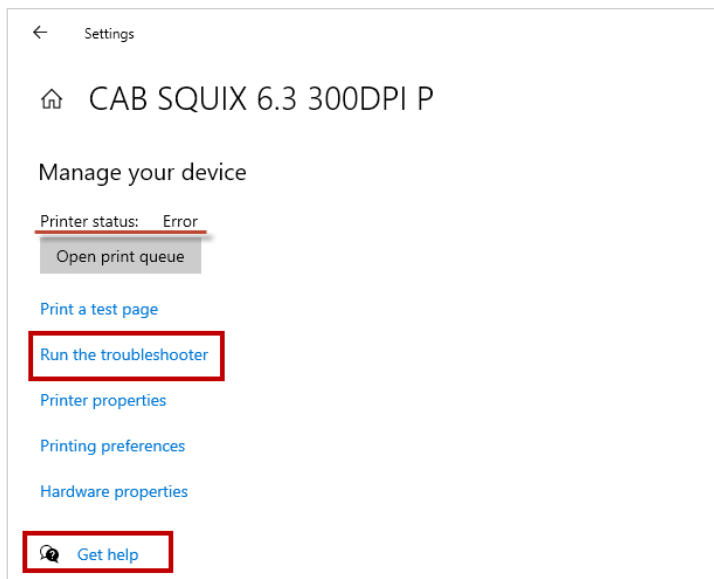 Settings
CAB SQUIX 6.3 300DPI P
Manage your device
Printer status: Error
Open print queue
Print a test page
Run the troubleshooter
Printer properties
Printing preferences
Hardware properties
Get help